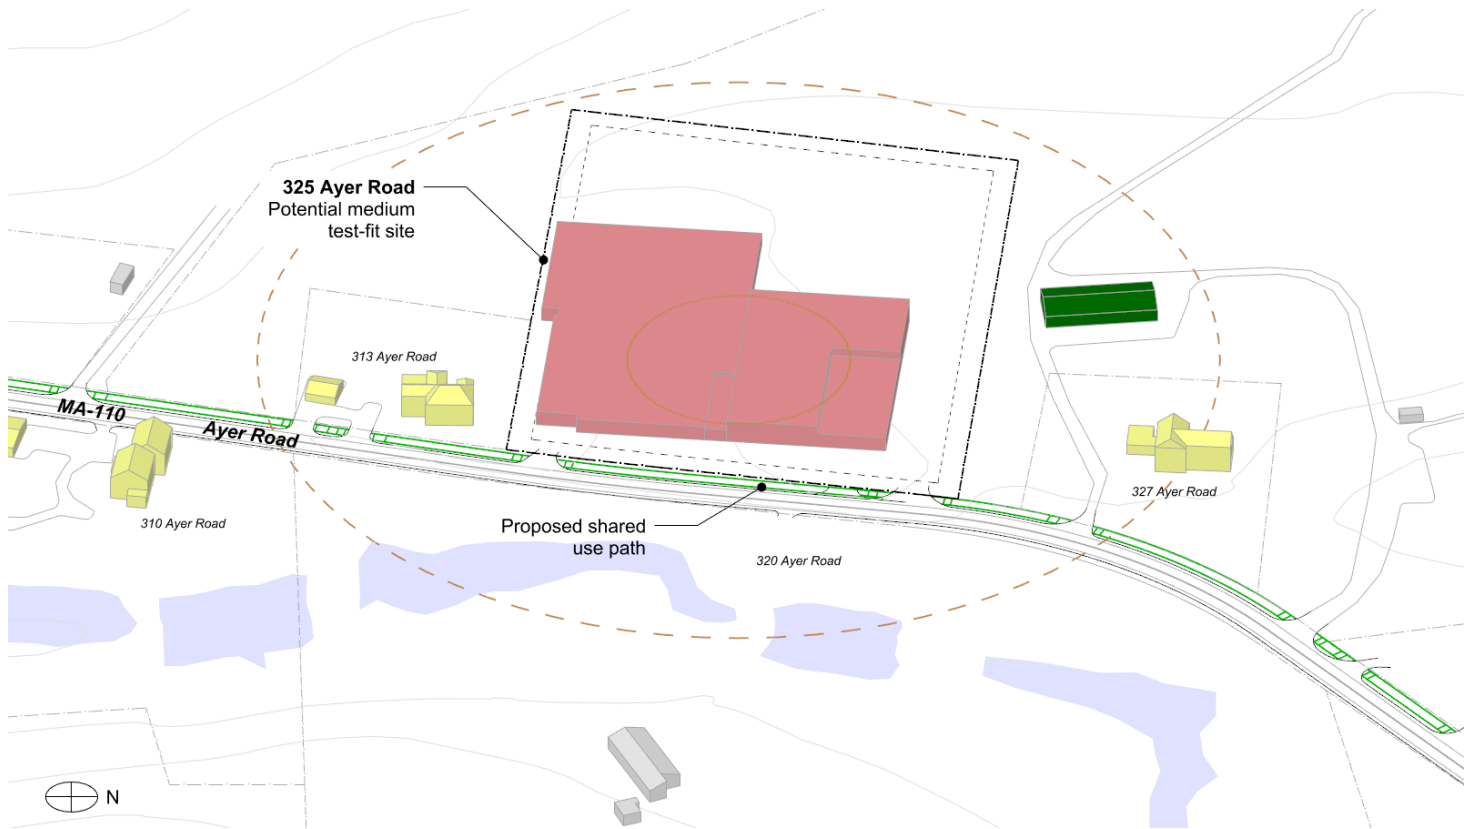 325 Ayer Road
Potential medium
test-fit site
313 Ayer Road
MA-110
Ayer Road
327 Ayer Road
310 Ayer Road
Proposed shared
use path
320 Ayer Road
N